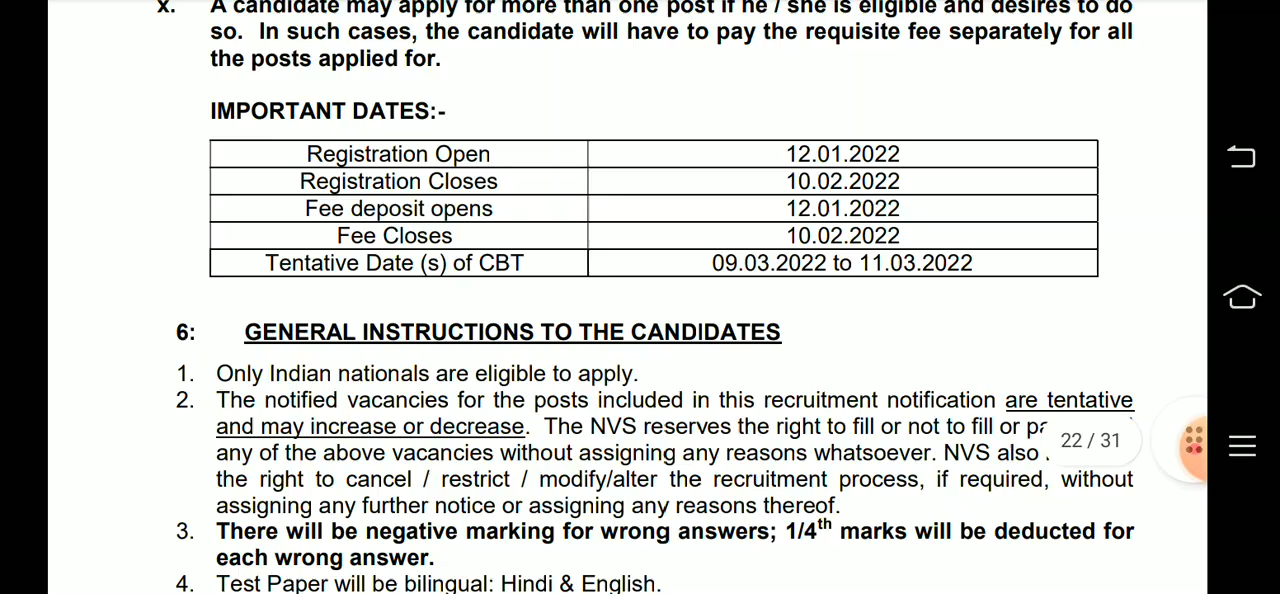 x. A candidate may apply for more than one post if he / she is eligible and desires to do
so. In such cases, the candidate will have to pay the requisite fee separately for all
the posts applied for.
IMPORTANT DATES:-
Registration Open 12.01.2022
Registration Closes 10.02.2022
Fee deposit opens 12.01.2022
Fee Closes 10.02.2022
Tentative Date (s) of CBT 09.03.2022 to 11.03.2022
6: GENERAL INSTRUCTIONS TO THE CANDIDATES
1. Only Indian nationals are eligible to apply.
2. The notified vacancies for the posts included in this recruitment notification are tentative
and may increase or decrease. The NVS reserves the right to fill or not to fill or
any of the above vacancies without assigning any reasons whatsoever. NVS also
22 / 31
the right to cancel / restrict / modify/alter the recruitment process, if required, without
assigning any further notice or assigning any reasons thereof.
3. There will be negative marking for wrong answers; 1/4th marks will be deducted for
each wrong answer.
4. Test Paper will be bilingual: Hindi & English.